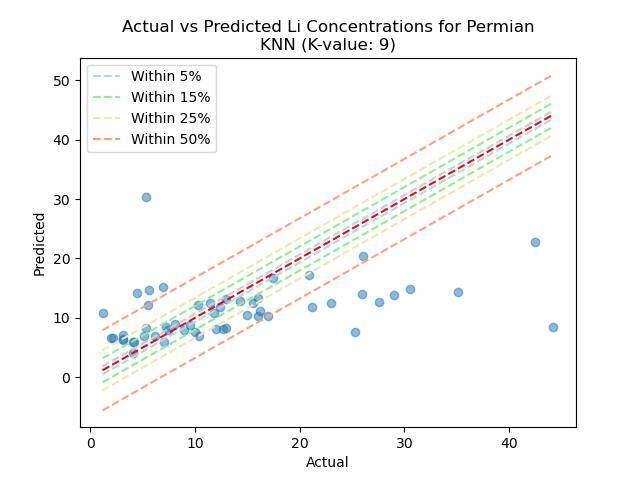 Actual vs Predicted Li Concentrations for Permian
KNN (K-value: 9)
Within 5%
Within 15%
Within 25%
Within 50%
50
40
30
20
10
0
Predicted
0 10 20 30 40
Actual